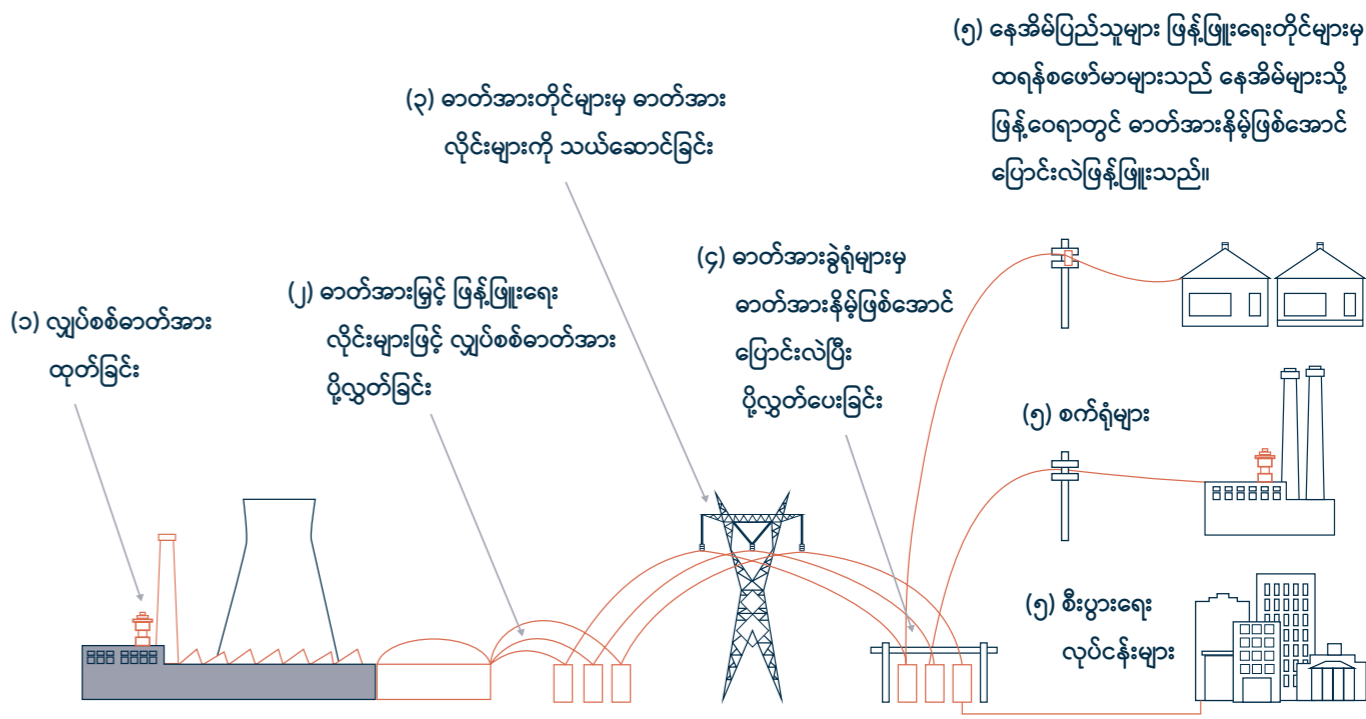 (၁) လျှပ်စစ်ဓာတ်အား
ထုတ်ခြင်း
(၂) ဓာတ်အားမြှင့် ဖြန့်ဖြူးရေး
လိုင်းများဖြင့် လျှပ်စစ်ဓာတ်အား
ပို့လွှတ်ခြင်း
(၃) ဓာတ်အားတိုင်များမှ ဓာတ်အား
လိုင်းများကို သယ်ဆောင်ခြင်း
(၄) ဓာတ်အားခွဲရုံများမှ
ဓာတ်အားနိမ့်ဖြစ်အောင်
ပြောင်းလဲပြီး
ပို့လွှတ်ပေးခြင်း
(၅) နေအိမ်ပြည်သူများ ဖြန့်ဖြူးရေးတိုင်များမှ
ထရန်စဖော်မာများသည် နေအိမ်များသို့
ဖြန့်ဝေရာတွင် ဓာတ်အားနိမ့်ဖြစ်အောင်
ပြောင်းလဲဖြန့်ဖြူးသည်။
(၅) စက်ရုံများ
(၅) စီးပွားရေး
လုပ်ငန်းများ